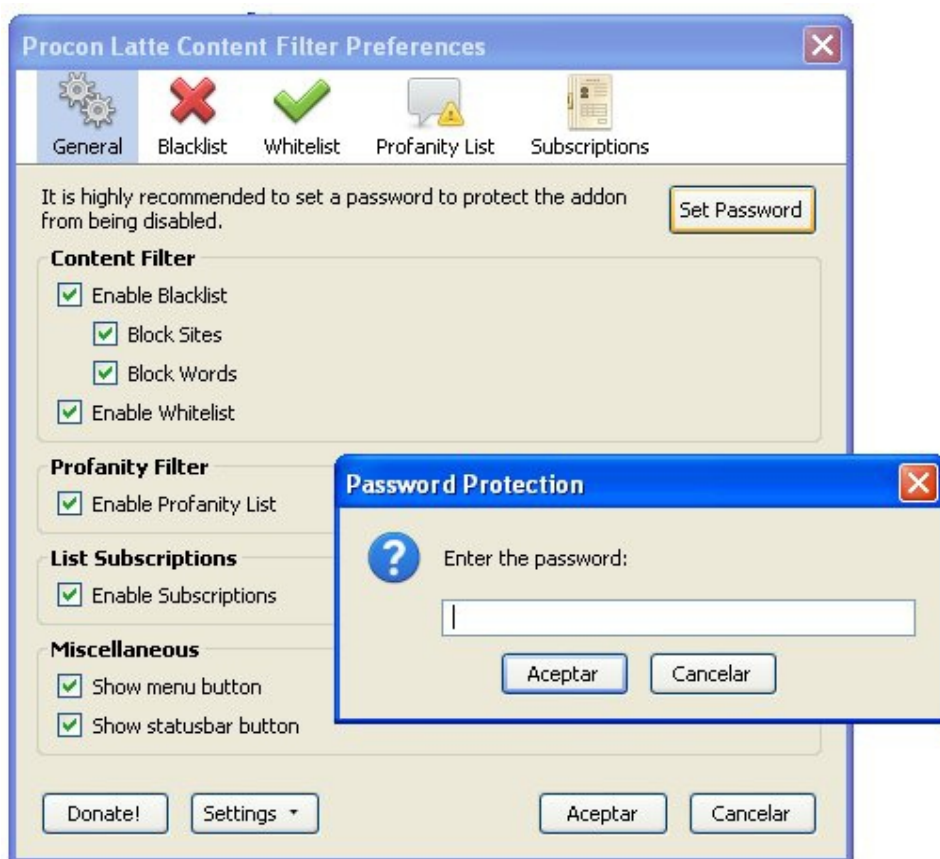 Procon Latte Content Filter Preferences
General Blacklist Whitelist Profanity List Subscriptions
It is highly recommended to set a password to protect the addon
from being disabled.
Set Password
Content Filter
Enable Blacklist
Block Sites
Block Words
Enable Whitelist
Profanity Filter
Enable Profanity List
List Subscriptions
Enable Subscriptions
Miscellaneous
Show menu button
Show statusbar button
Password Protection
Enter the password:
Aceptar Cancelar
Donate! Settings Aceptar Cancelar